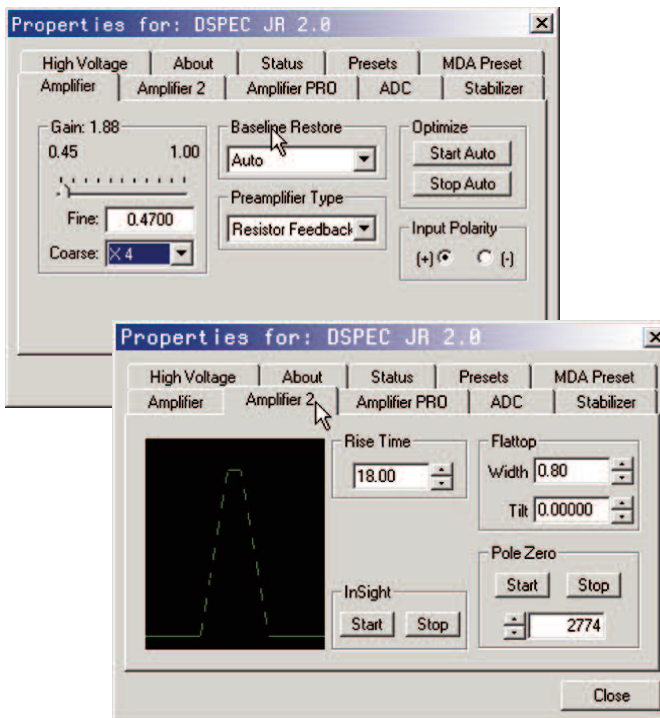 Properties for: DSPEC JR 2.0
High Voltage About Status Presets MDA Preset
Amplifier Amplifier 2 Amplifier PRO ADC Stabilizer
Gain: 1.88
0.45 1.00
Fine: 0.4700
Coarse: X 4
Baseline Restore
Auto
Preamplifier Type
Resistor Feedback
Optimize
Start Auto
Stop Auto
Input Polarity
(+) (-)
Properties for: DSPEC JR 2.0
High Voltage About Status Presets MDA Preset
Amplifier Amplifier 2 Amplifier PRO ADC Stabilizer
Rise Time
18.00
Flattop
Width 0.80
Tilt 0.00000
InSight
Start Stop
Pole Zero
Start Stop
2774
Close